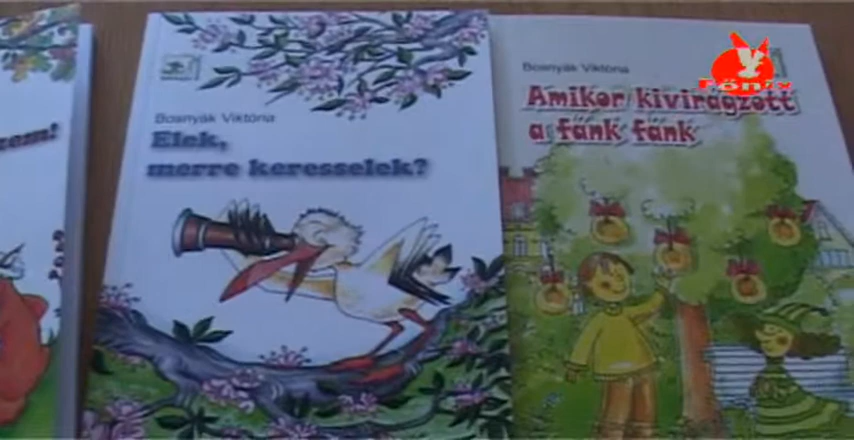 zem!
Bosnyák Viktória
Elek,
merre keresselek?
Bosnyák Viktória
Amikor kivirágzott
a fánk fánk
Főnix